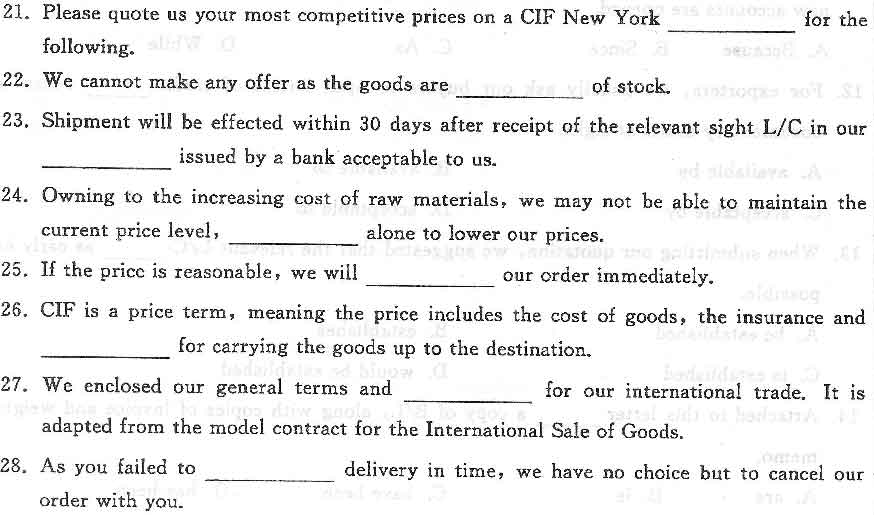 21. Please quote us your most competitive prices on a CIF New York ____________ for the
following.
22. We cannot make any offer as the goods are ____________ of stock.
23. Shipment will be effected within 30 days after receipt of the relevant sight L/C in our
____________ issued by a bank acceptable to us.
24. Owning to the increasing cost of raw materials, we may not be able to maintain the
current price level, ____________ alone to lower our prices.
25. If the price is reasonable, we will ____________ our order immediately.
26. CIF is a price term, meaning the price includes the cost of goods, the insurance and
____________ for carrying the goods up to the destination.
27. We enclosed our general terms and ____________ for our international trade. It is
adapted from the model contract for the International Sale of Goods.
28. As you failed to ____________ delivery in time, we have no choice but to cancel our
order with you.